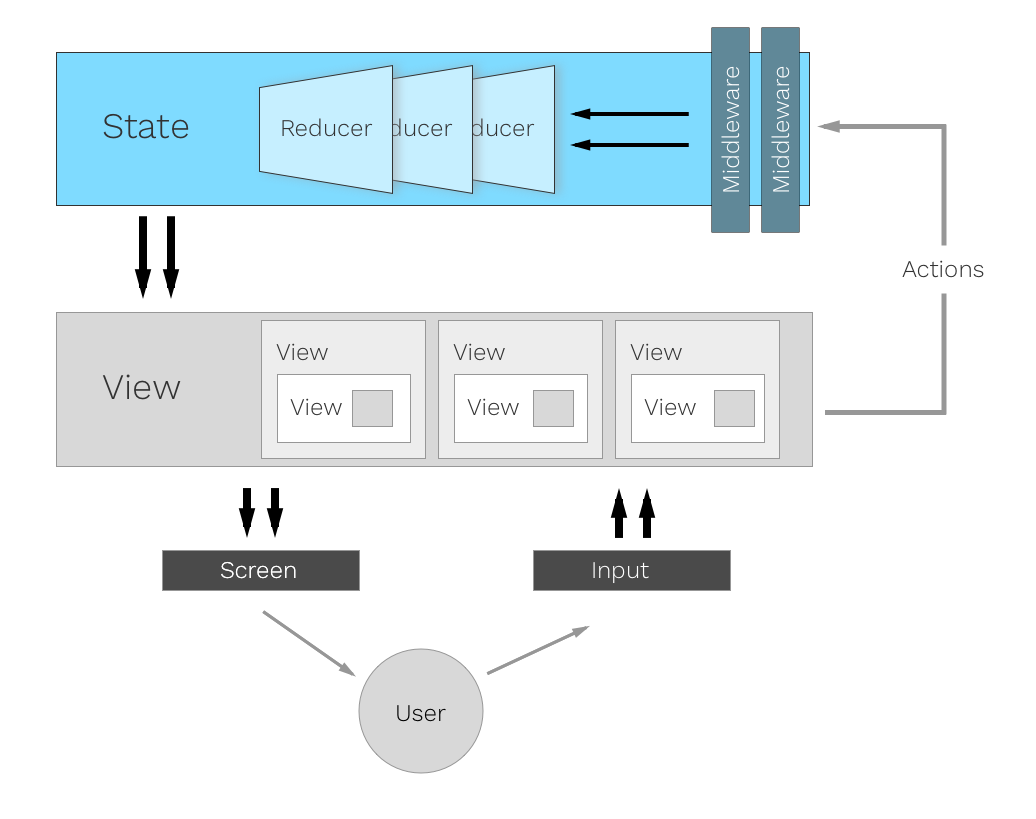 State
Reducer
ducer
ducer
Middleware
Middleware
Actions
View
View
View
View
View
View
View
Screen
Input
User